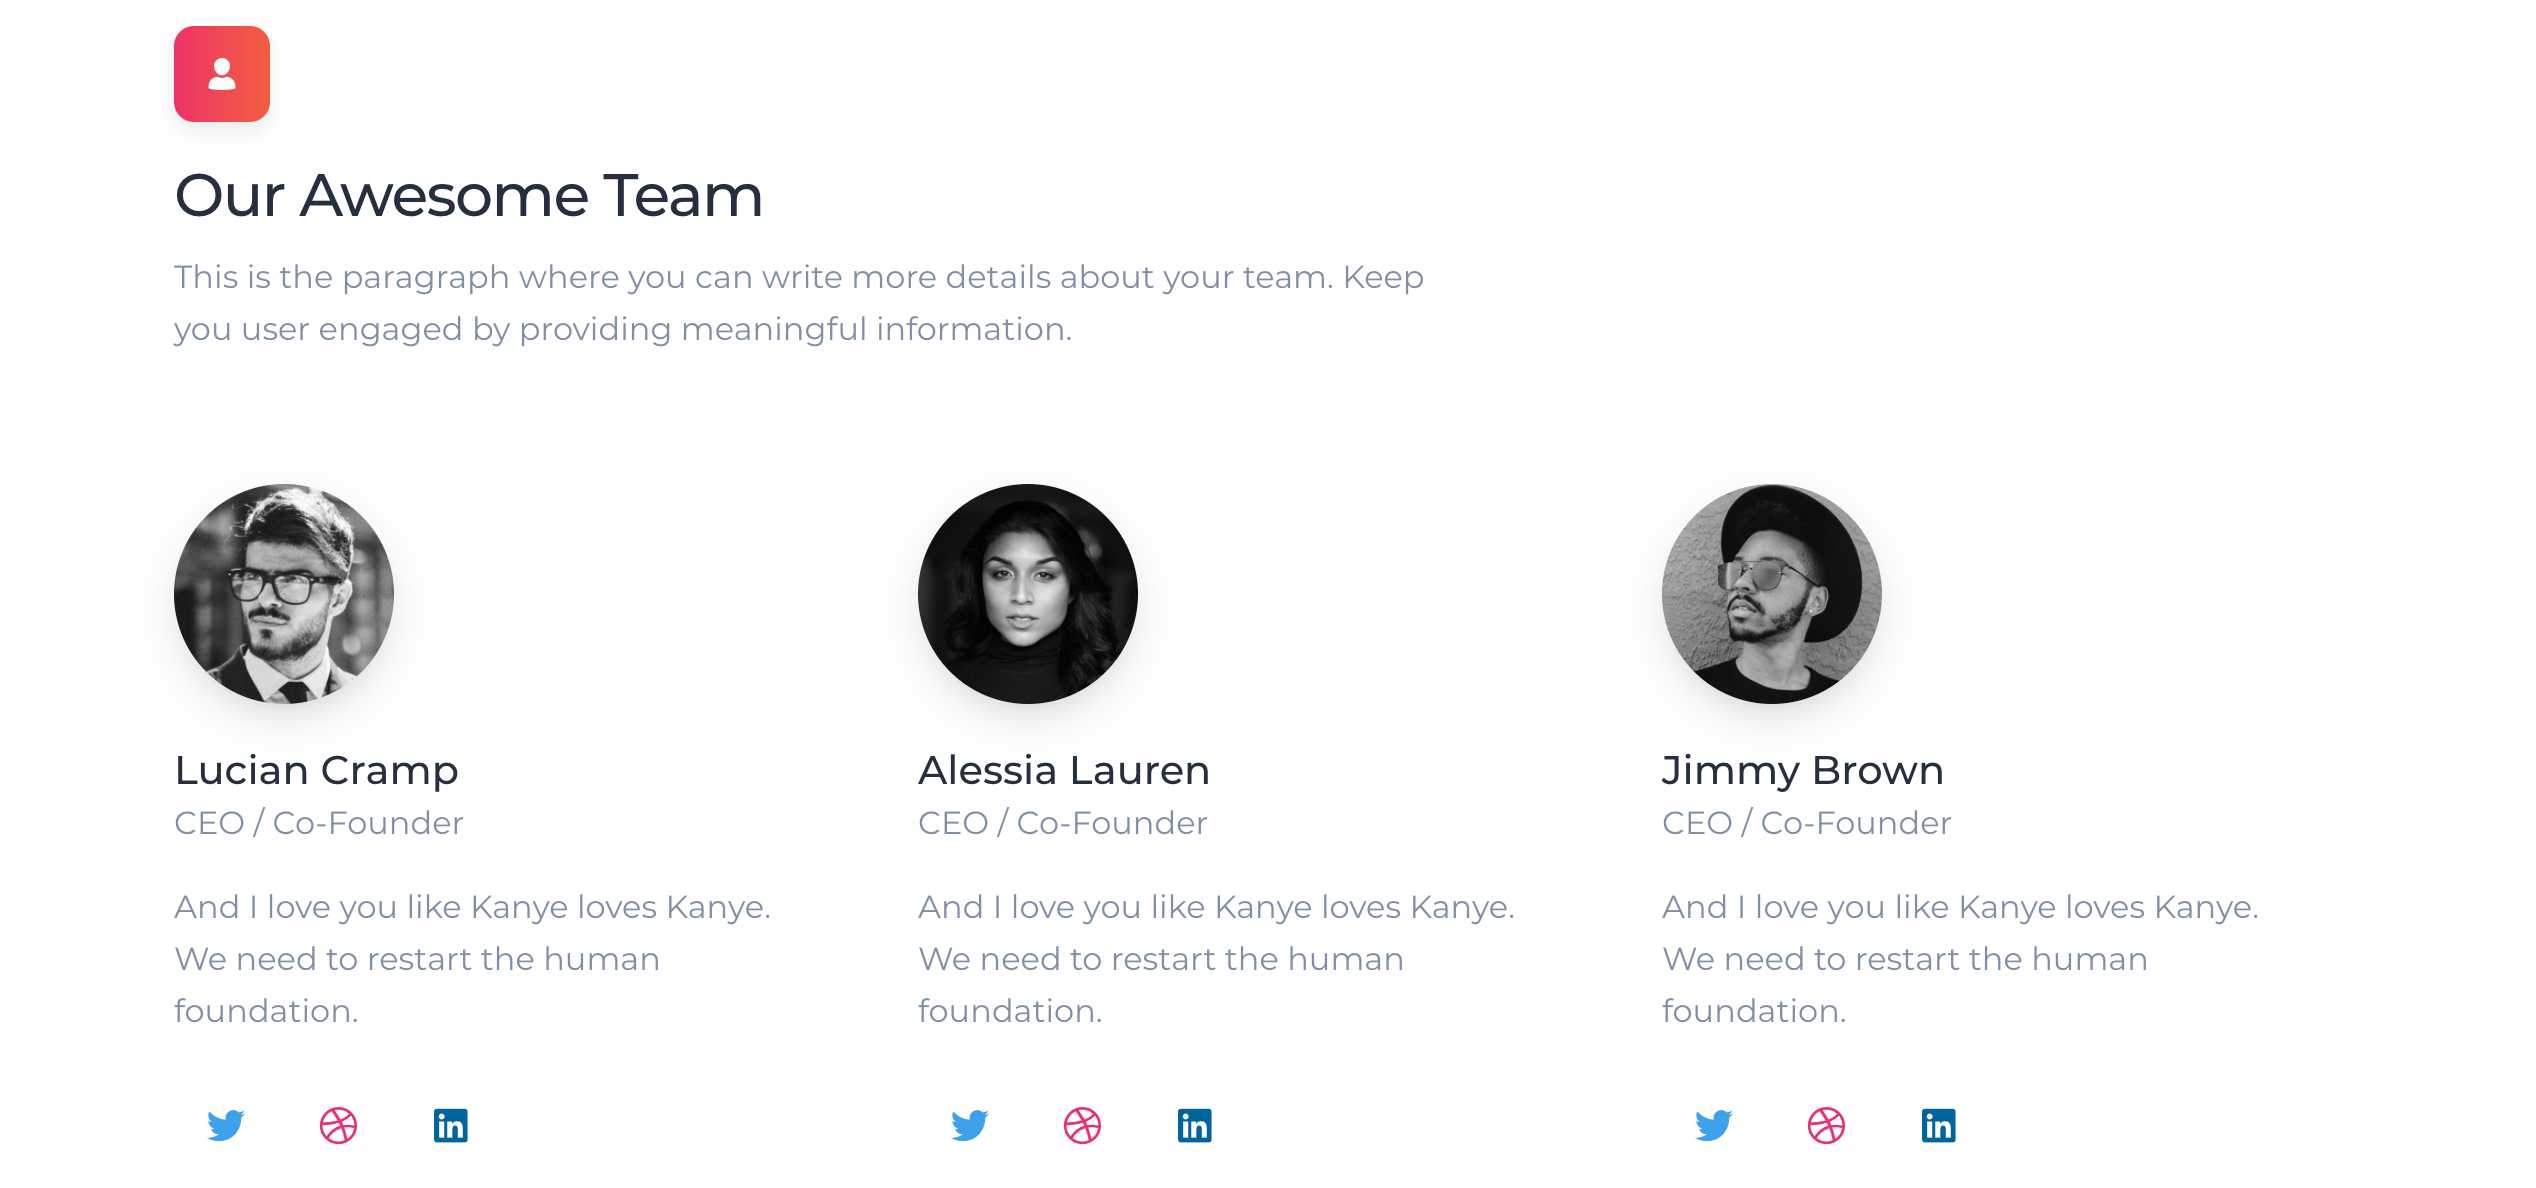 Our Awesome Team
This is the paragraph where you can write more details about your team. Keep
you user engaged by providing meaningful information.
Lucian Cramp
CEO / Co-Founder
And I love you like Kanye loves Kanye.
We need to restart the human
foundation.
Alessia Lauren
CEO / Co-Founder
And I love you like Kanye loves Kanye.
We need to restart the human
foundation.
Jimmy Brown
CEO / Co-Founder
And I love you like Kanye loves Kanye.
We need to restart the human
foundation.
in
in
in